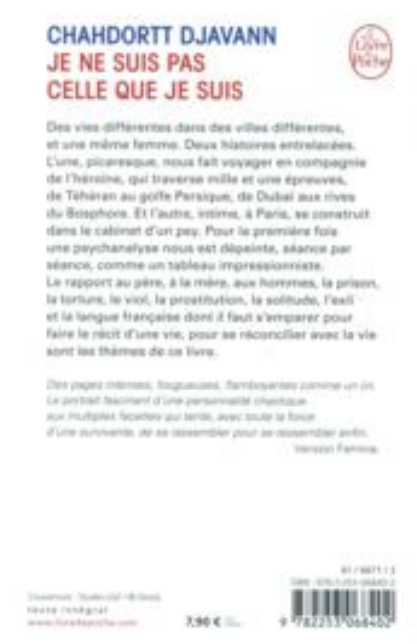 CHAHDORTT DJAVANN
Le Livre de Poche
JE NE SUIS PAS
CELLE QUE JE SUIS
Des vies différentes dans des villes différentes,
et une même femme. Deux histoires entrelacées.
L'une, picaresque, nous fait voyager en compagnie
de l'héroïne, qui traverse mille et une épreuves,
de Téhéran au golfe Persique, de Dubaï aux rives
du Bosphore. Et l'autre, intime, à Paris, se construit
dans le cabinet d'un psy. Pour la première fois
une psychanalyse nous est dépeinte, séance par
séance, comme un tableau impressionniste.
Le rapport au père, à la mère, aux hommes, la prison,
la torture, le viol, la prostitution, la solitude, l'exil
et la langue française dont il faut s'emparer pour
faire le récit d'une vie, pour se réconcilier avec la vie
sont les thèmes de ce livre.
Des pages intenses, fougueuses, flamboyantes comme un cri.
Le portrait fascinant d'une personnalité chaotique
aux multiples facettes qui tente, avec toute la force
d'une survivante, de se rassembler pour se ressembler enfin.
Version Femina.
texte intégral
www.livredepoche.com
7,90 €
9 782253 068402